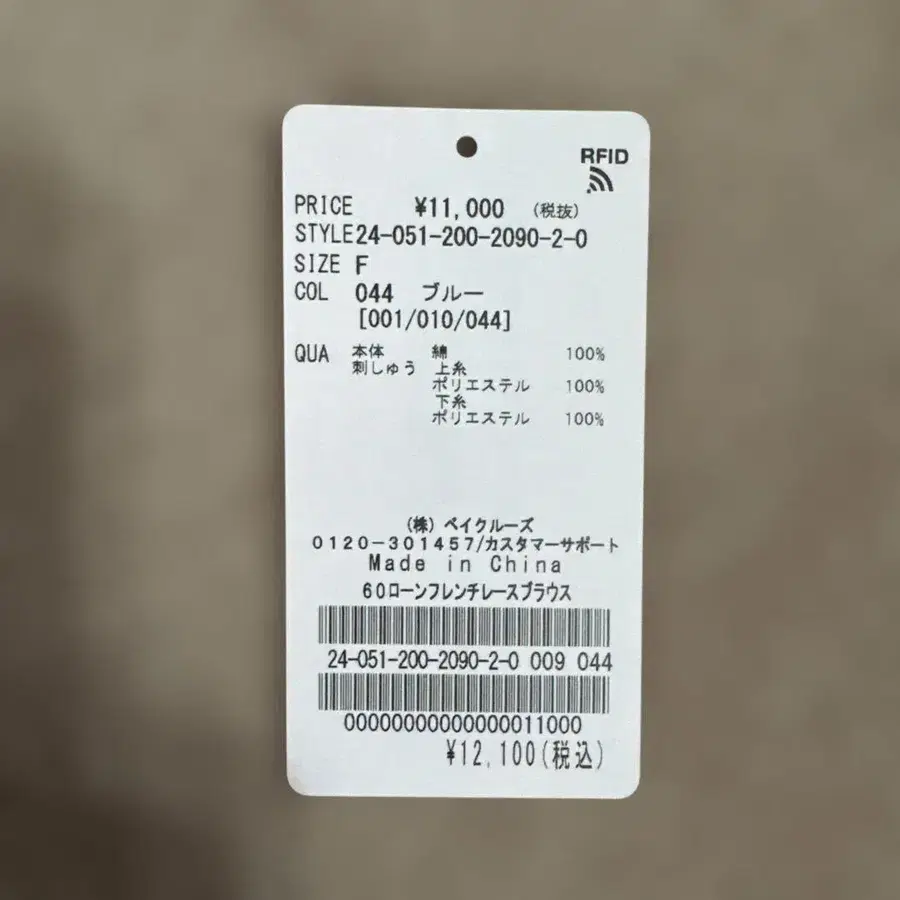 RFID
PRICE ¥11,000 (税抜)
STYLE 24-051-200-2090-2-0
SIZE F
COL 044 ブルー
[001/010/044]
QUA 本体 綿 100%
刺しゅう 上糸
ポリエステル 100%
下糸
ポリエステル 100%
(株) ベイクルーズ
0120-301457/カスタマーサポート
Made in China
60ローンフレンチレースブラウス
24-051-200-2090-2-0 009 044
00000000000000011000
¥12,100(税込)